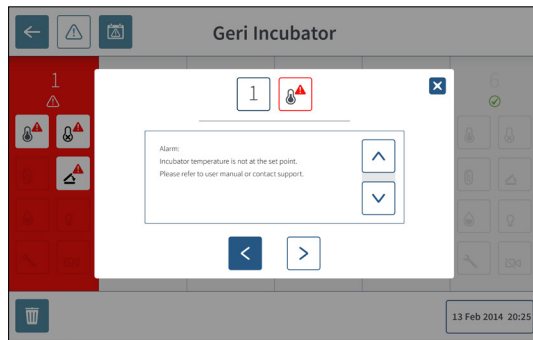 Geri Incubator
1
6
1
Alarm:
Incubator temperature is not at the set point.
Please refer to user manual or contact support.
13 Feb 2014 20:25